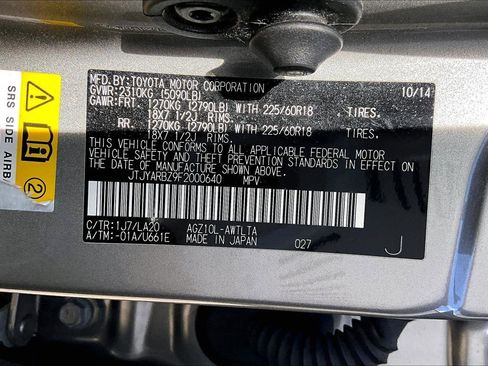 MFD.BY:TOYOTA MOTOR CORPORATION 10/14
GVWR:2310KG (5090LB)
GAWR:FRT. 1270KG (2790LB) WITH 225/60R18 TIRES,
18X7 1/2J RIMS
RR. 1270KG (2790LB) WITH 225/60R18 TIRES,
18X7 1/2J RIMS
THIS VEHICLE CONFORMS TO ALL APPLICABLE FEDERAL MOTOR
VEHICLE SAFETY AND THEFT PREVENTION STANDARDS IN EFFECT
ON THE DATE OF MANUFACTURE SHOWN ABOVE.
JTJYARBZ9F2000640 MPV
C/TR:1J7/LA20 AGZ10L-AWTLTA
A/TM:-01A/U661E MADE IN JAPAN 027 J
SRS SIDE AIRB
2